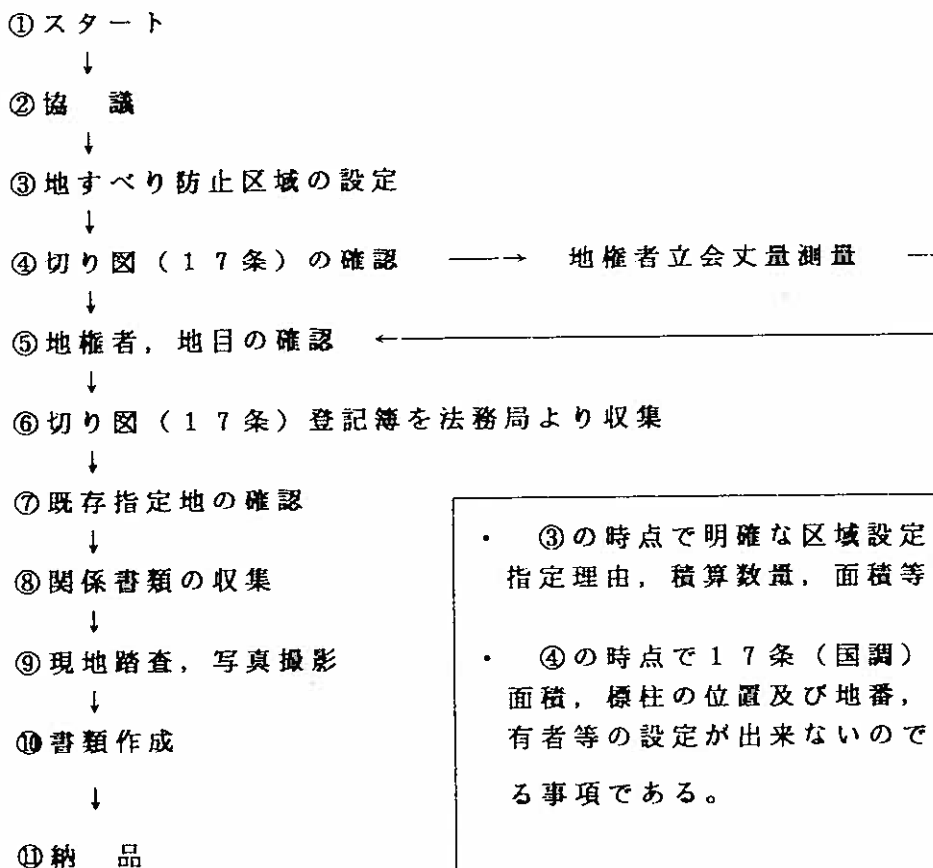 ①スタート
↓
②協　議
↓
③地すべり防止区域の設定
↓
④切り図（１７条）の確認　――→　地権者立会丈量測量　―
↓
⑤地権者，地目の確認　←――――
↓
⑥切り図（１７条）登記簿を法務局より収集
↓
⑦既存指定地の確認
↓
⑧関係書類の収集
↓
⑨現地踏査，写真撮影
↓
⑩書類作成
↓
⑪納　品
・　③の時点で明確な区域設定
指定理由，積算数量，面積等
・　④の時点で１７条（国調）
面積，標柱の位置及び地番，
有者等の設定が出来ないので
る事項である。